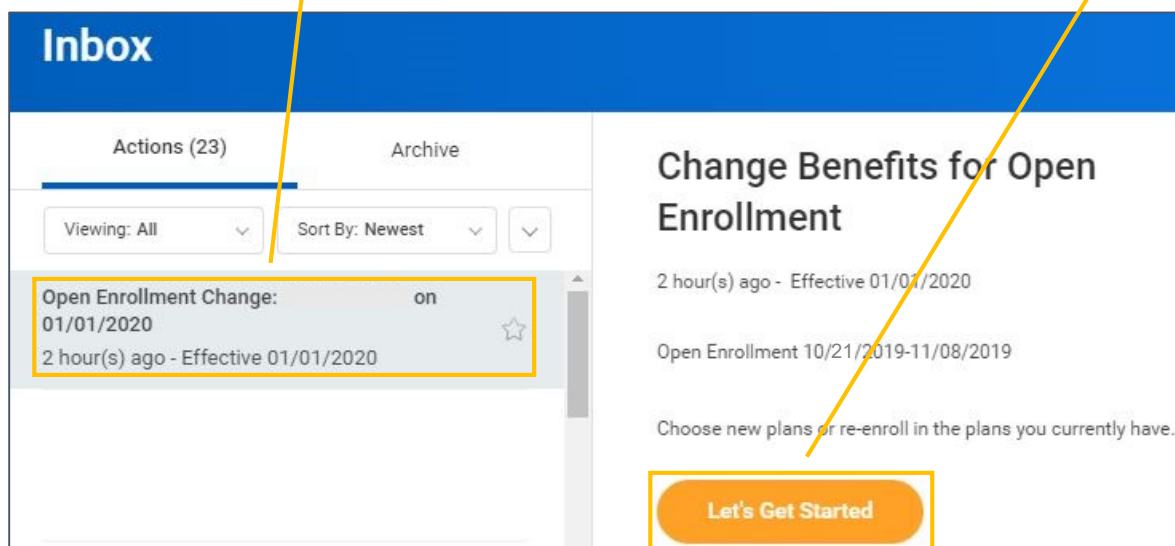 Inbox
Actions (23)
Archive
Viewing: All
Sort By: Newest
Open Enrollment Change: on
01/01/2020
2 hour(s) ago - Effective 01/01/2020
Change Benefits for Open
Enrollment
2 hour(s) ago - Effective 01/01/2020
Open Enrollment 10/21/2019-11/08/2019
Choose new plans or re-enroll in the plans you currently have.
Let's Get Started